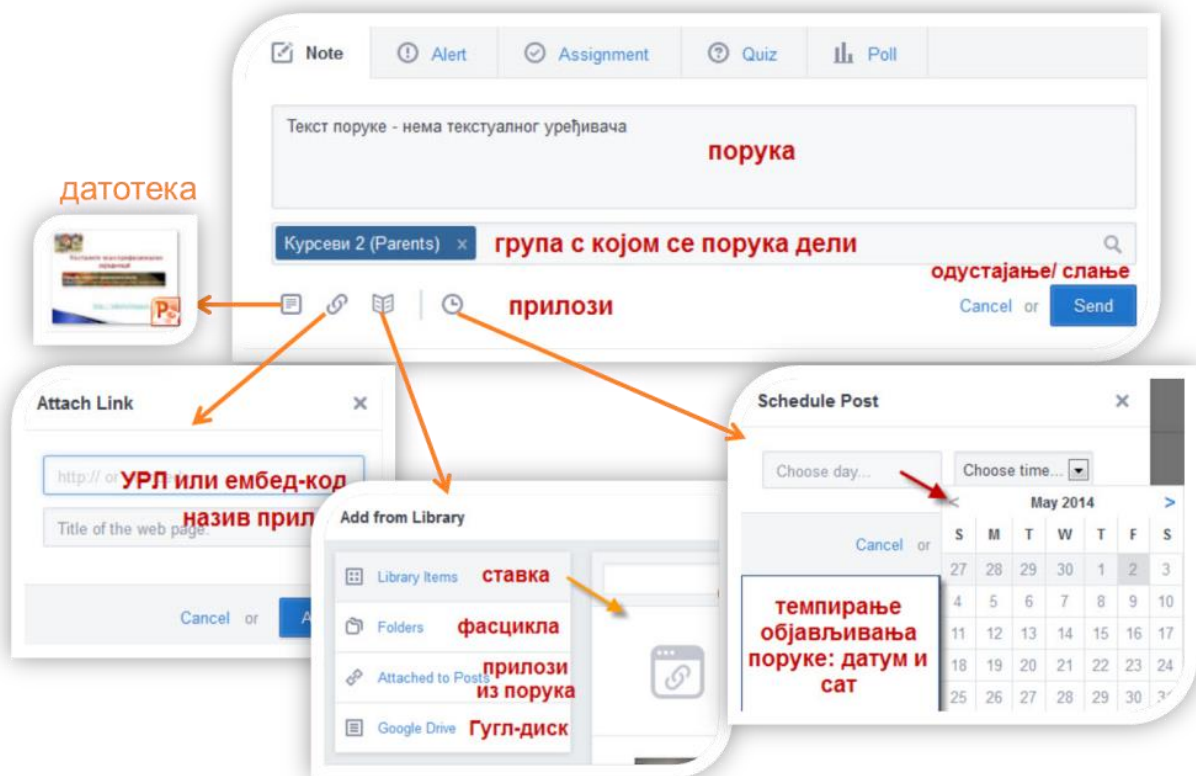 Note
Alert
Assignment
Quiz
Poll
Текст поруке - нема текстуалног уређивача
порука
датотека
Курсеви 2 (Parents) ×
група с којом се порука дели
одустајање/ слање
прилози
Cancel or Send
Attach Link ×
http:// or
УРЛ или ембед-код
назив прил
Title of the web page.
Cancel or A
Add from Library
Library Items ставка
Folders фасцикла
Attached to Posts
прилози
из порука
Google Drive Гугл-диск
Schedule Post ×
Choose day... Choose time...
< May 2014 >
S M T W T F S
27 28 29 30 1 2 3
4 5 6 7 8 9 10
11 12 13 14 15 16 17
18 19 20 21 22 23 24
25 26 27 28 29 30
Cancel or
темпирање
објављивања
поруке: датум и
сат